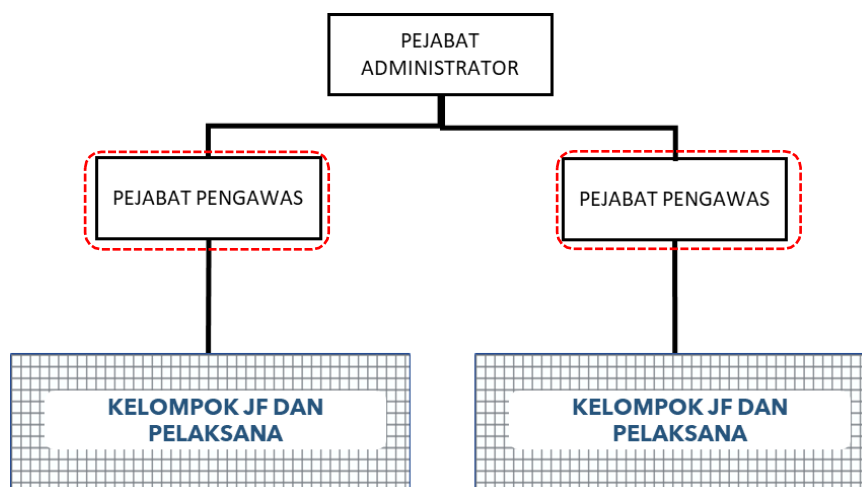 PEJABAT
ADMINISTRATOR
PEJABAT PENGAWAS
PEJABAT PENGAWAS
KELOMPOK JF DAN
PELAKSANA
KELOMPOK JF DAN
PELAKSANA